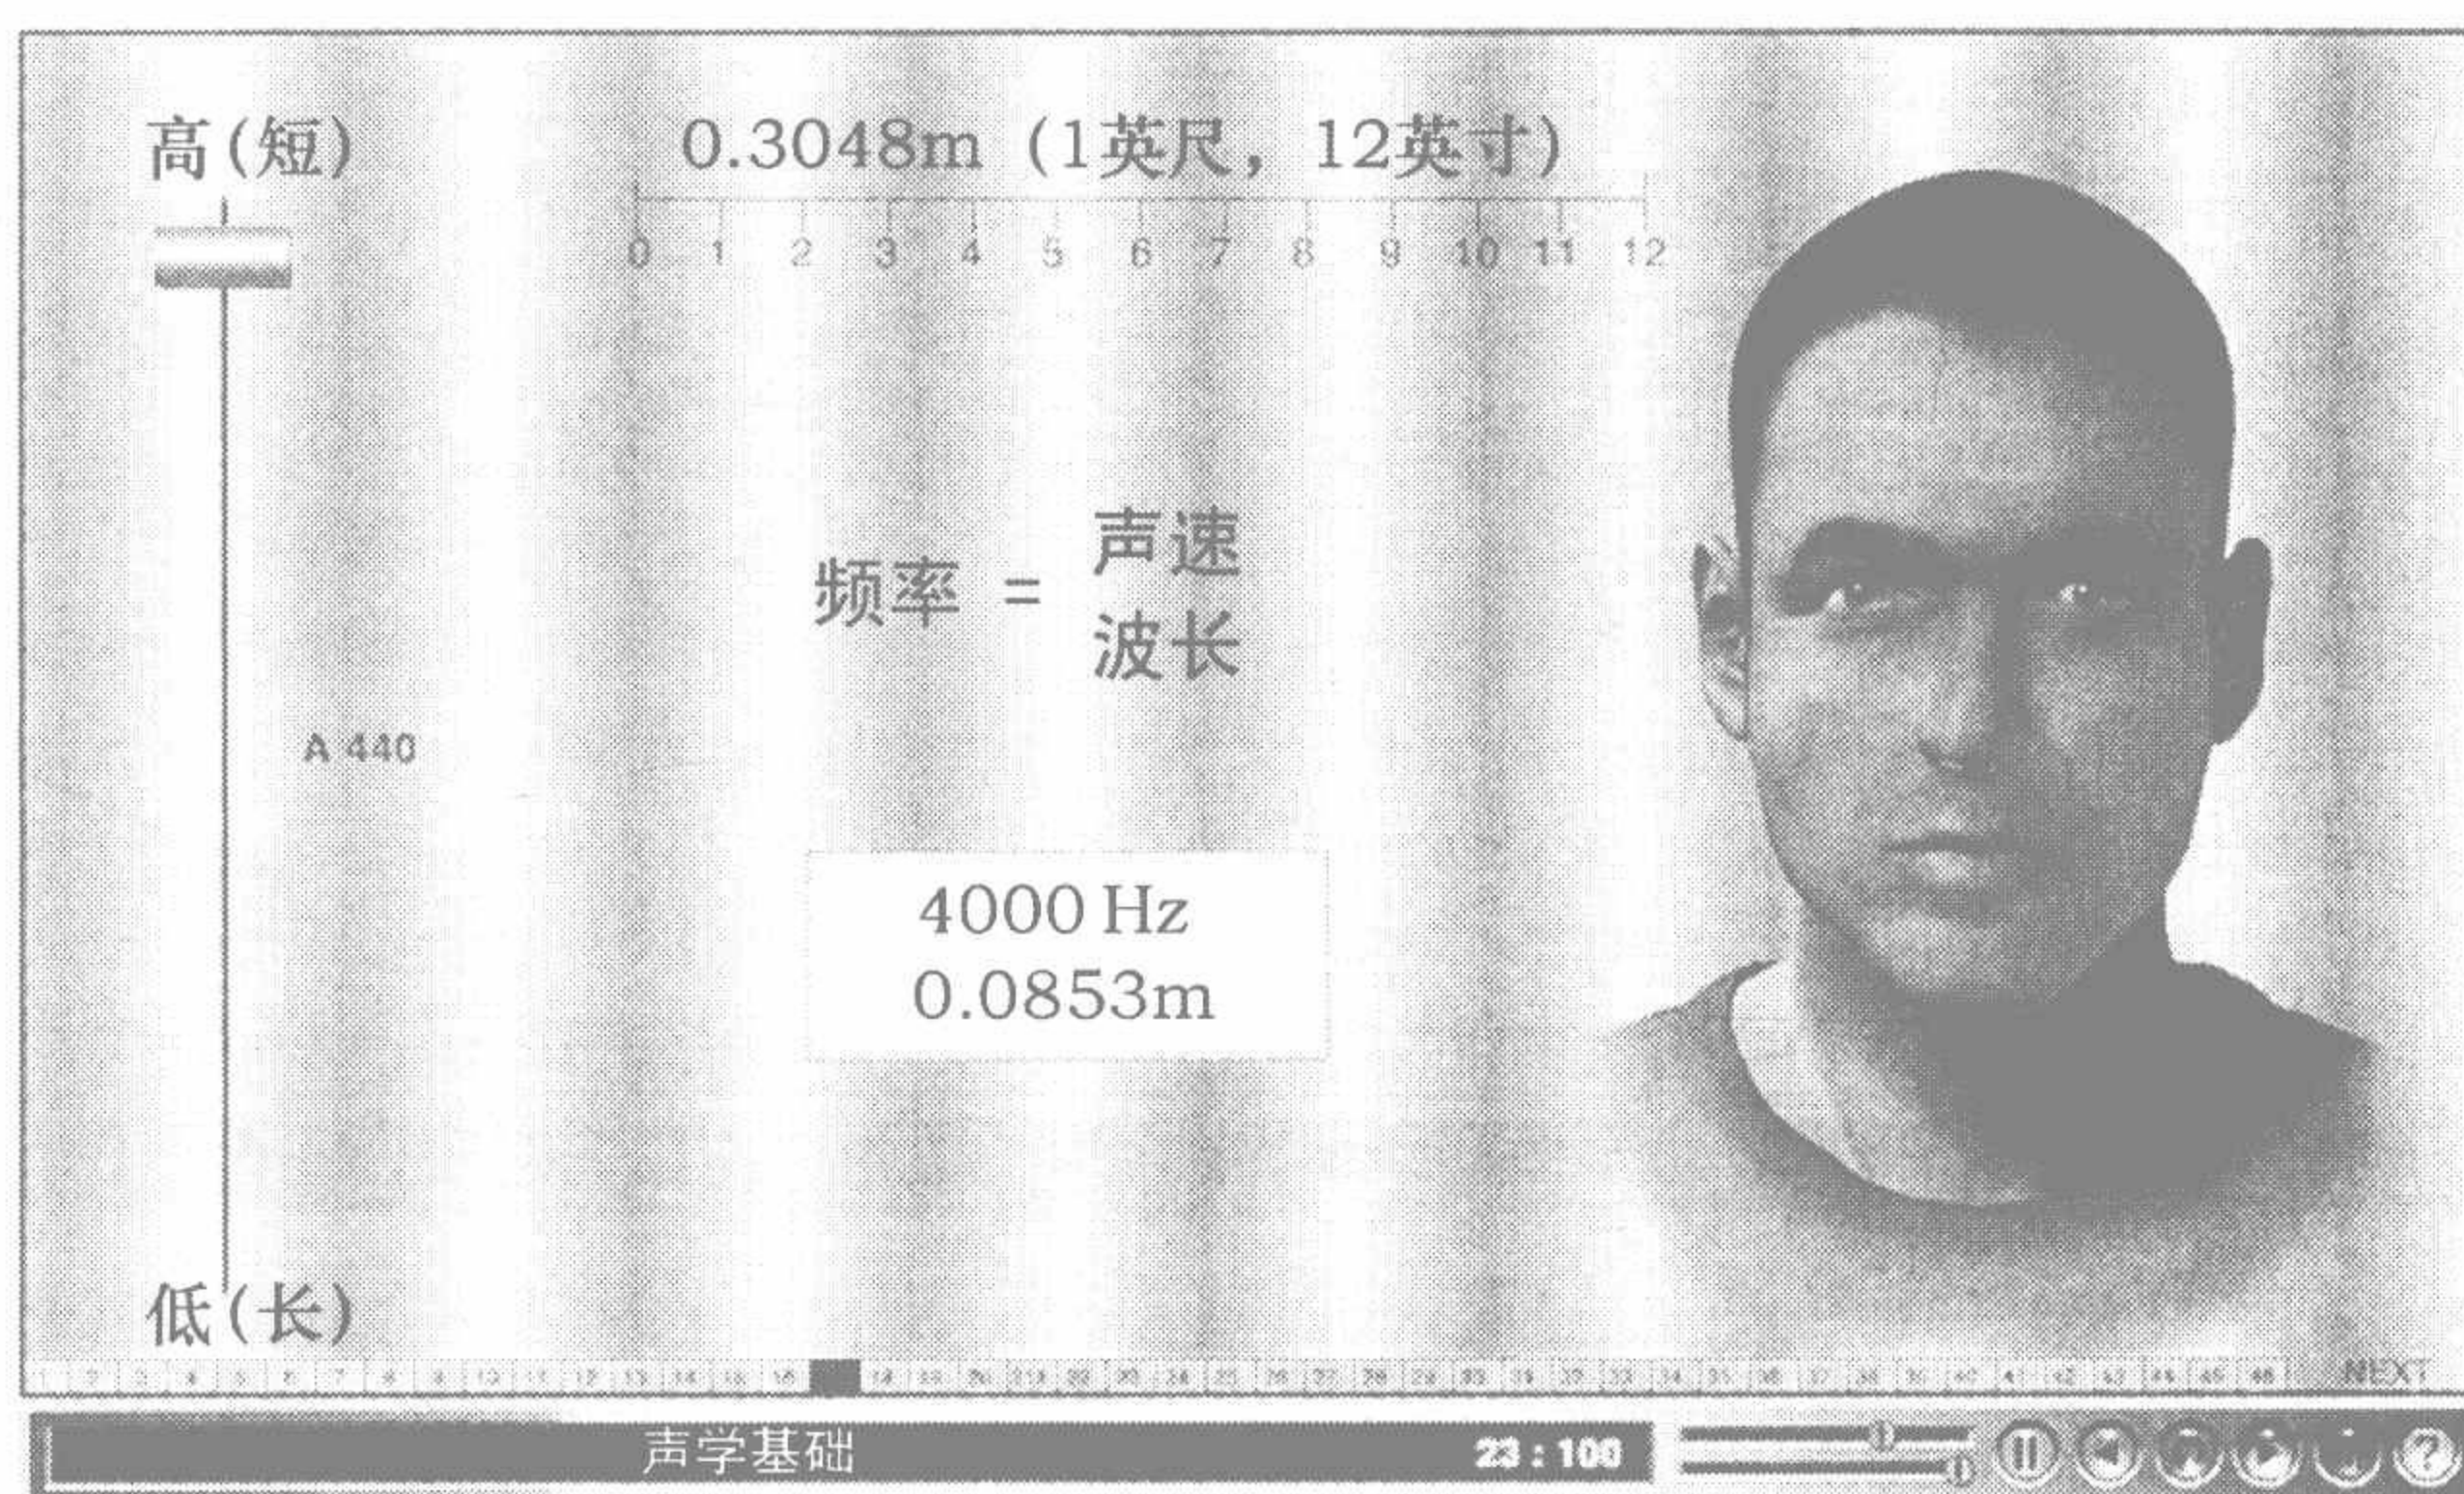 高(短)
0.3048m (1英尺，12英寸)
0 1 2 3 4 5 6 7 8 9 10 11 12
频率 = 声速
波长
A 440
4000 Hz
0.0853m
低(长)
NEXT
声学基础 23 : 100
?